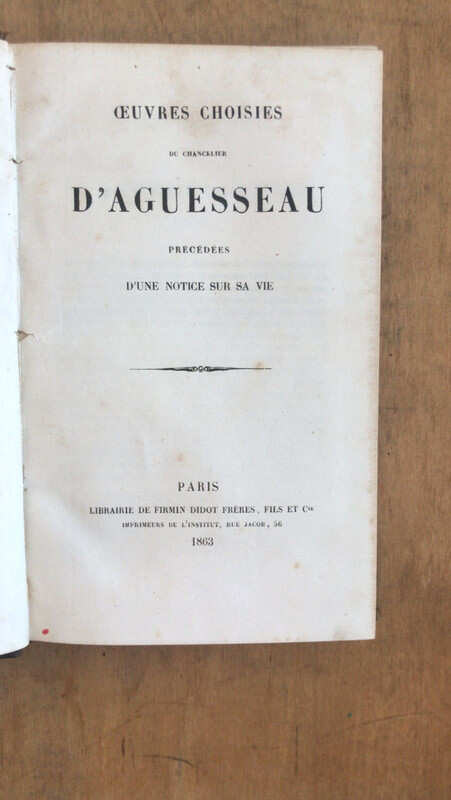 ŒUVRES CHOISIES
DU CHANCELIER
D'AGUESSEAU
PRÉCÉDÉES
D'UNE NOTICE SUR SA VIE
PARIS
LIBRAIRIE DE FIRMIN DIDOT FRÈRES, FILS ET Cie
IMPRIMEURS DE L'INSTITUT, RUE JACOB, 56
1863